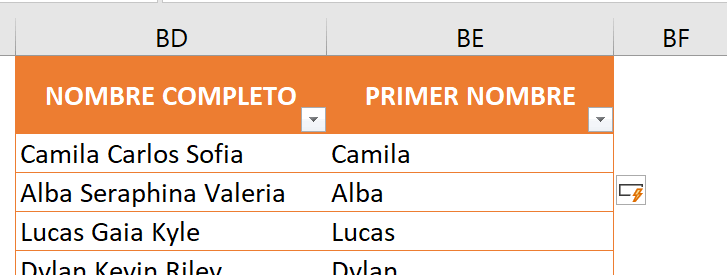 BD BE BF
NOMBRE COMPLETO PRIMER NOMBRE
Camila Carlos Sofia Camila
Alba Seraphina Valeria Alba
Lucas Gaia Kyle Lucas
Dylan Kevin Riley Dylan